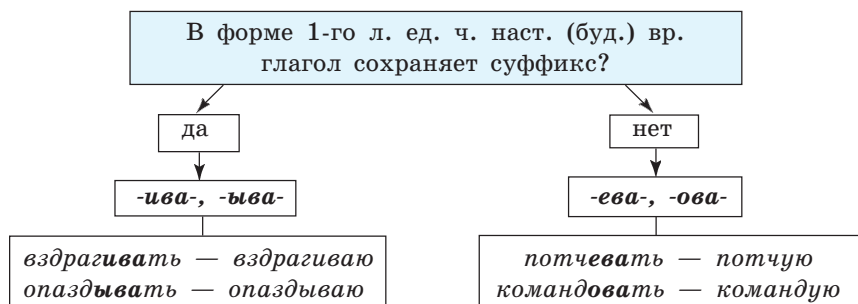 В форме 1-го л. ед. ч. наст. (буд.) вр.
глагол сохраняет суффикс?
да
нет
-ива-, -ыва-
-ева-, -ова-
вздрагивать — вздрагиваю
опаздывать — опаздываю
потчевать — потчую
командовать — командую